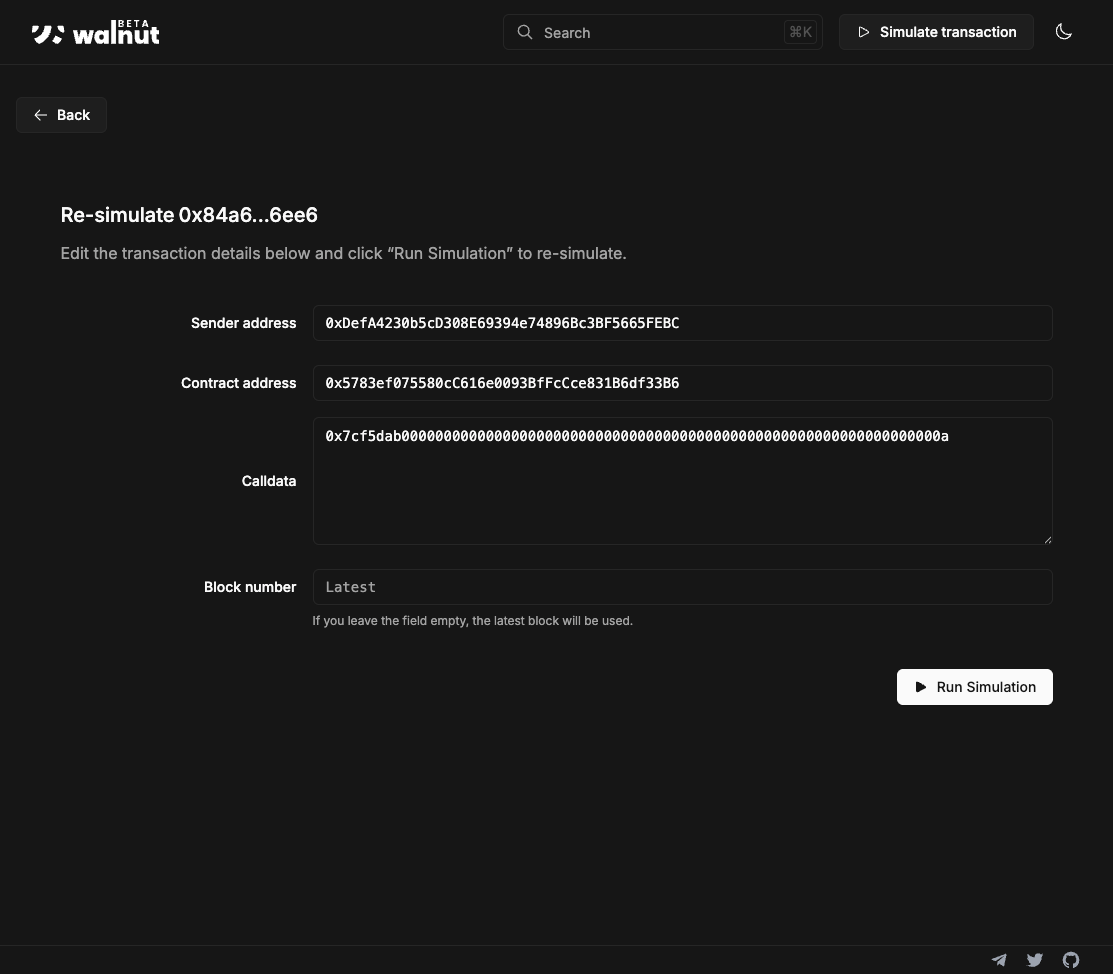 BETA
walnut
Search
⌘K
Simulate transaction
Back
Re-simulate 0x84a6...6ee6
Edit the transaction details below and click “Run Simulation” to re-simulate.
Sender address
0xDefA4230b5cD308E69394e74896Bc3BF5665FEBC
Contract address
0x5783ef075580cC616e0093BfFcCce831B6df33B6
Calldata
0x7cf5dab0000000000000000000000000000000000000000000000000000000000000000a
Block number
Latest
If you leave the field empty, the latest block will be used.
Run Simulation